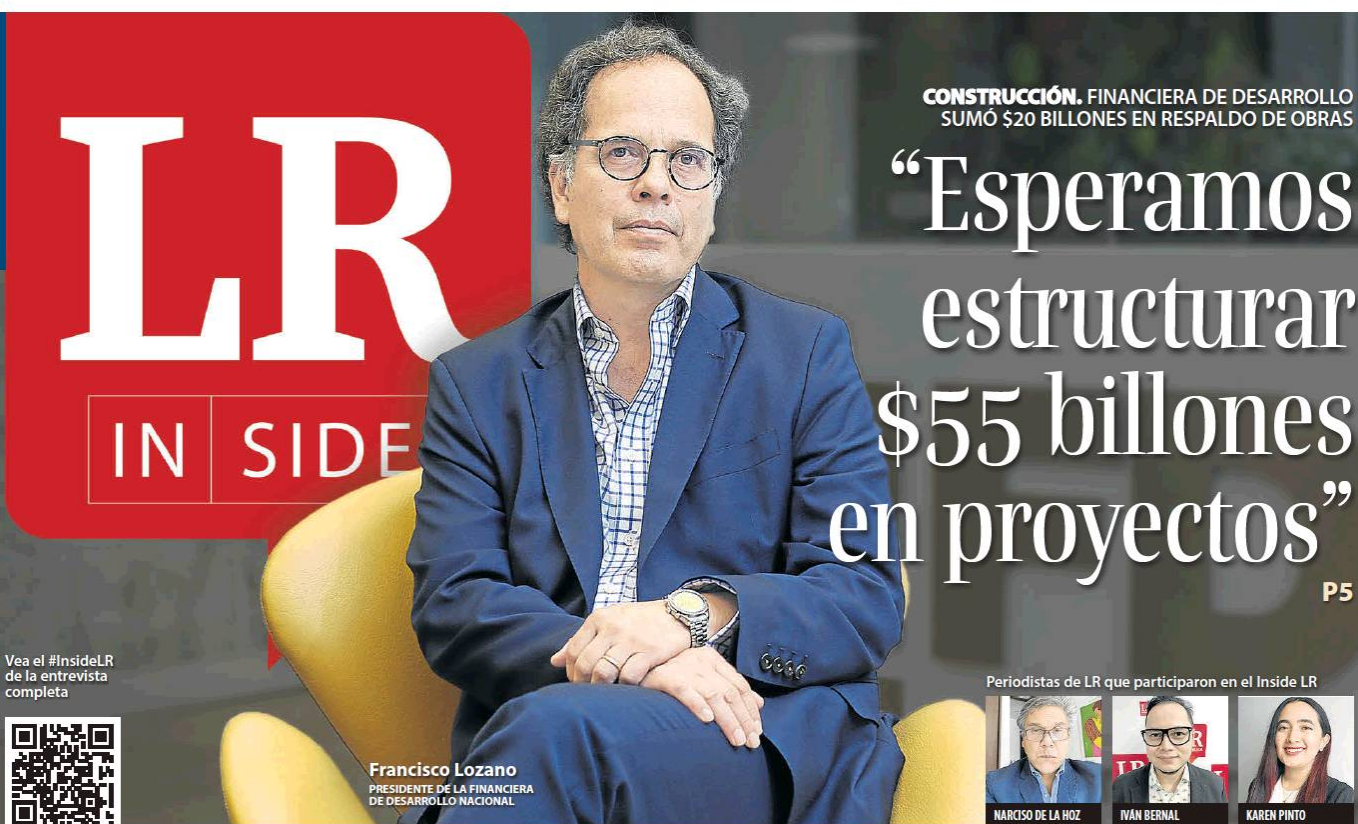 LR
IN SIDE
CONSTRUCCIÓN. FINANCIERA DE DESARROLLO
SUMÓ $20 BILLONES EN RESPALDO DE OBRAS
“Esperamos
estructurar
$55 billones
en proyectos”
P5
Vea el #InsideLR
de la entrevista
completa
Francisco Lozano
PRESIDENTE DE LA FINANCIERA
DE DESARROLLO NACIONAL
Periodistas de LR que participaron en el Inside LR
NARCISO DE LA HOZ
IVÁN BERNAL
KAREN PINTO